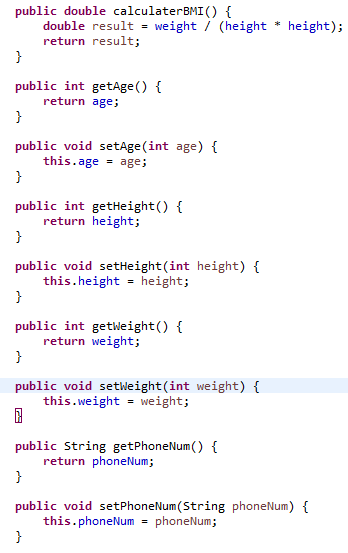 public double calculaterBMI() {
    double result = weight / (height * height);
    return result;
}
public int getAge() {
    return age;
}
public void setAge(int age) {
    this.age = age;
}
public int getHeight() {
    return height;
}
public void setHeight(int height) {
    this.height = height;
}
public int getWeight() {
    return weight;
}
public void setWeight(int weight) {
    this.weight = weight;
}
public String getPhoneNum() {
    return phoneNum;
}
public void setPhoneNum(String phoneNum) {
    this.phoneNum = phoneNum;
}